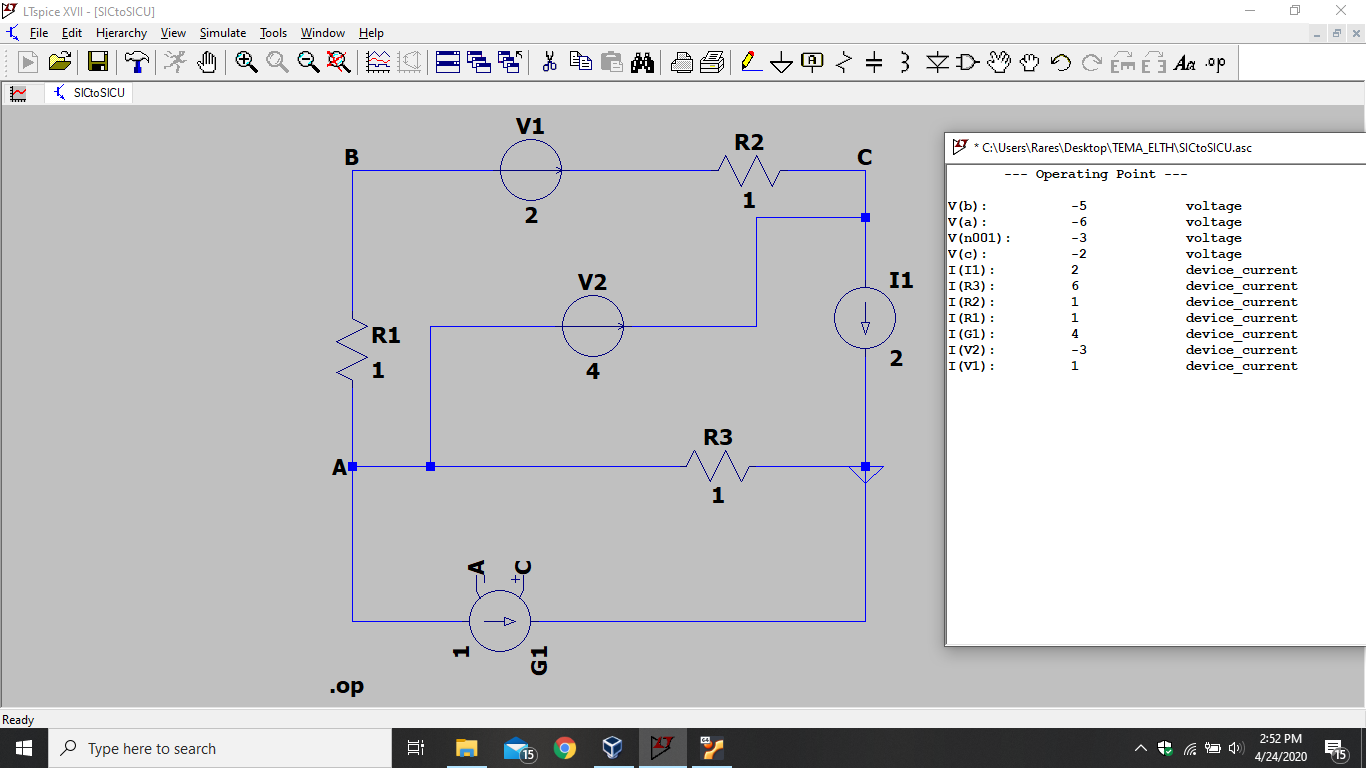 LTspice XVII - [SICtoSICU]
File Edit Hierarchy View Simulate Tools Window Help
A Aa .op
SICtoSICU
V1
B
R2
C
2
1
V2
I1
R1
1
4
2
R3
A
1
A
C
- +
1
G1
.op
* C:\Users\Rares\Desktop\TEMA_ELTH\SICtoSICU.asc
--- Operating Point ---
V(b): -5 voltage
V(a): -6 voltage
V(n001): -3 voltage
V(c): -2 voltage
I(I1): 2 device_current
I(R3): 6 device_current
I(R2): 1 device_current
I(R1): 1 device_current
I(G1): 4 device_current
I(V2): -3 device_current
I(V1): 1 device_current
Ready
Type here to search
15
2:52 PM
4/24/2020
15